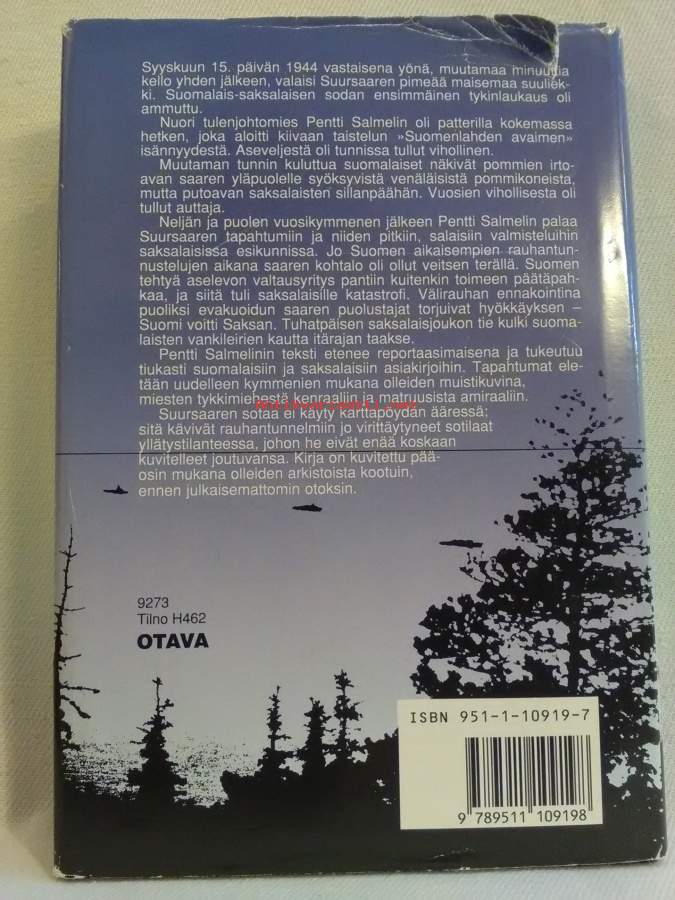 Syyskuun 15. päivän 1944 vastaisena yönä, muutamaa minuuttia
kello yhden jälkeen, valaisi Suursaaren pimeää maisemaa suuliek-
ki. Suomalais-saksalaisen sodan ensimmäinen tykinlaukaus oli
ammuttu.
Nuori tulenjohtomies Pentti Salmelin oli patterilla kokemassa
hetken, joka aloitti kiivaan taistelun »Suomenlahden avaimen»
isännyydestä. Aseveljestä oli tunnissa tullut vihollinen.
Muutaman tunnin kuluttua suomalaiset näkivät pommien irto-
avan saaren yläpuolelle syöksyvistä venäläisistä pommikoneista,
mutta putoavan saksalaisten sillanpäähän. Vuosien vihollisesta oli
tullut auttaja.
Neljän ja puolen vuosikymmenen jälkeen Pentti Salmelin palaa
Suursaaren tapahtumiin ja niiden pitkiin, salaisiin valmisteluihin
saksalaisissa esikunnissa. Jo Suomen aikaisempien rauhantun-
nustelujen aikana saaren kohtalo oli ollut veitsen terällä. Suomen
tehtyä aselevon valtausyritys pantiin kuitenkin toimeen päätäpah-
kaa, ja siitä tuli saksalaisille katastrofi. Välirauhan ennakointina
puoliksi evakuoidun saaren puolustajat torjuivat hyökkäyksen –
Suomi voitti Saksan. Tuhatpäisen saksalaisjoukon tie kulki suoma-
laisten vankileirien kautta itärajan taakse.
Pentti Salmelinin teksti etenee reportaasimaisena ja tukeutuu
tiukasti suomalaisiin ja saksalaisiin asiakirjoihin. Tapahtumat ele-
tään uudelleen kymmenien mukana olleiden muistikuvina,
miesten tykkimiehestä kenraaliin ja matruusista amiraaliin.
Suursaaren sotaa ei käyty karttapöydän ääressä;
sitä kävivät rauhantunnelmiin jo virittäytyneet sotilaat
yllätystilanteessa, johon he eivät enää koskaan
kuvitelleet joutuvansa. Kirja on kuvitettu pää-
osin mukana olleiden arkistoista kootuin,
ennen julkaisemattomin otoksin.
9273
Tilno H462
OTAVA
ISBN 951-1-10919-7
9 789511 109198